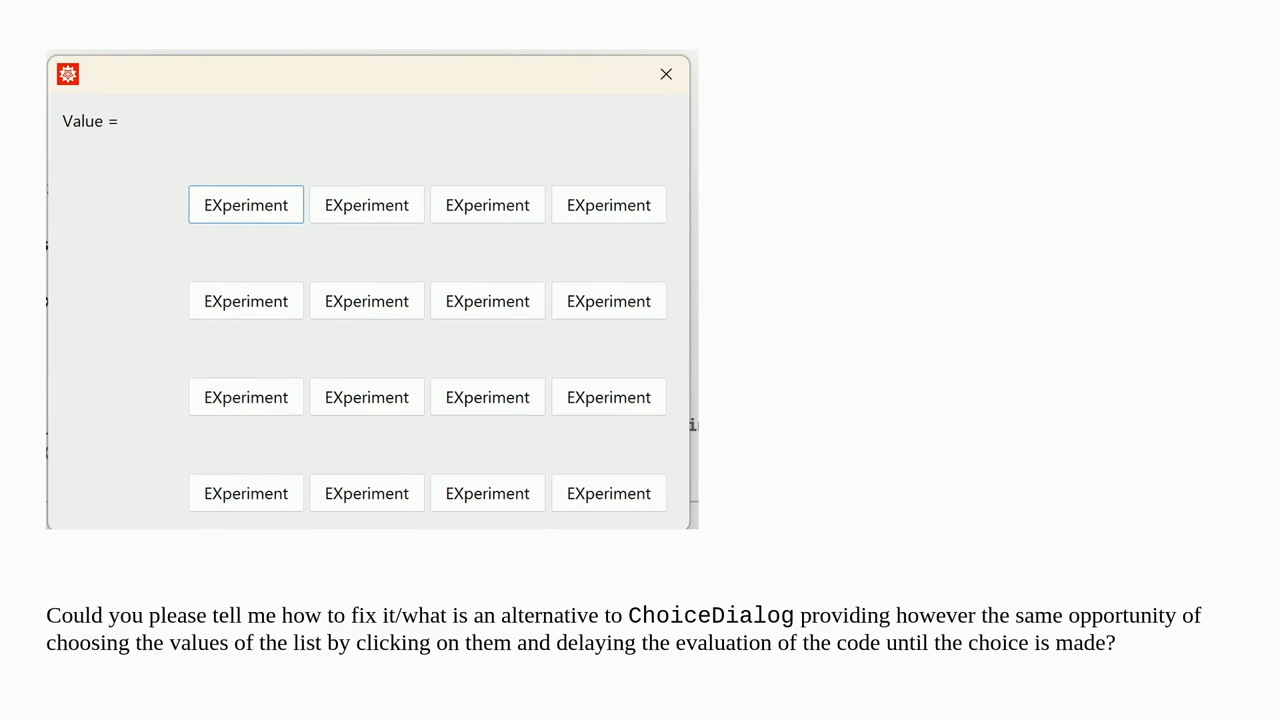 Value =
EXperiment EXperiment EXperiment EXperiment
EXperiment EXperiment EXperiment EXperiment
EXperiment EXperiment EXperiment EXperiment
EXperiment EXperiment EXperiment EXperiment
Could you please tell me how to fix it/what is an alternative to ChoiceDialog providing however the same opportunity of
choosing the values of the list by clicking on them and delaying the evaluation of the code until the choice is made?